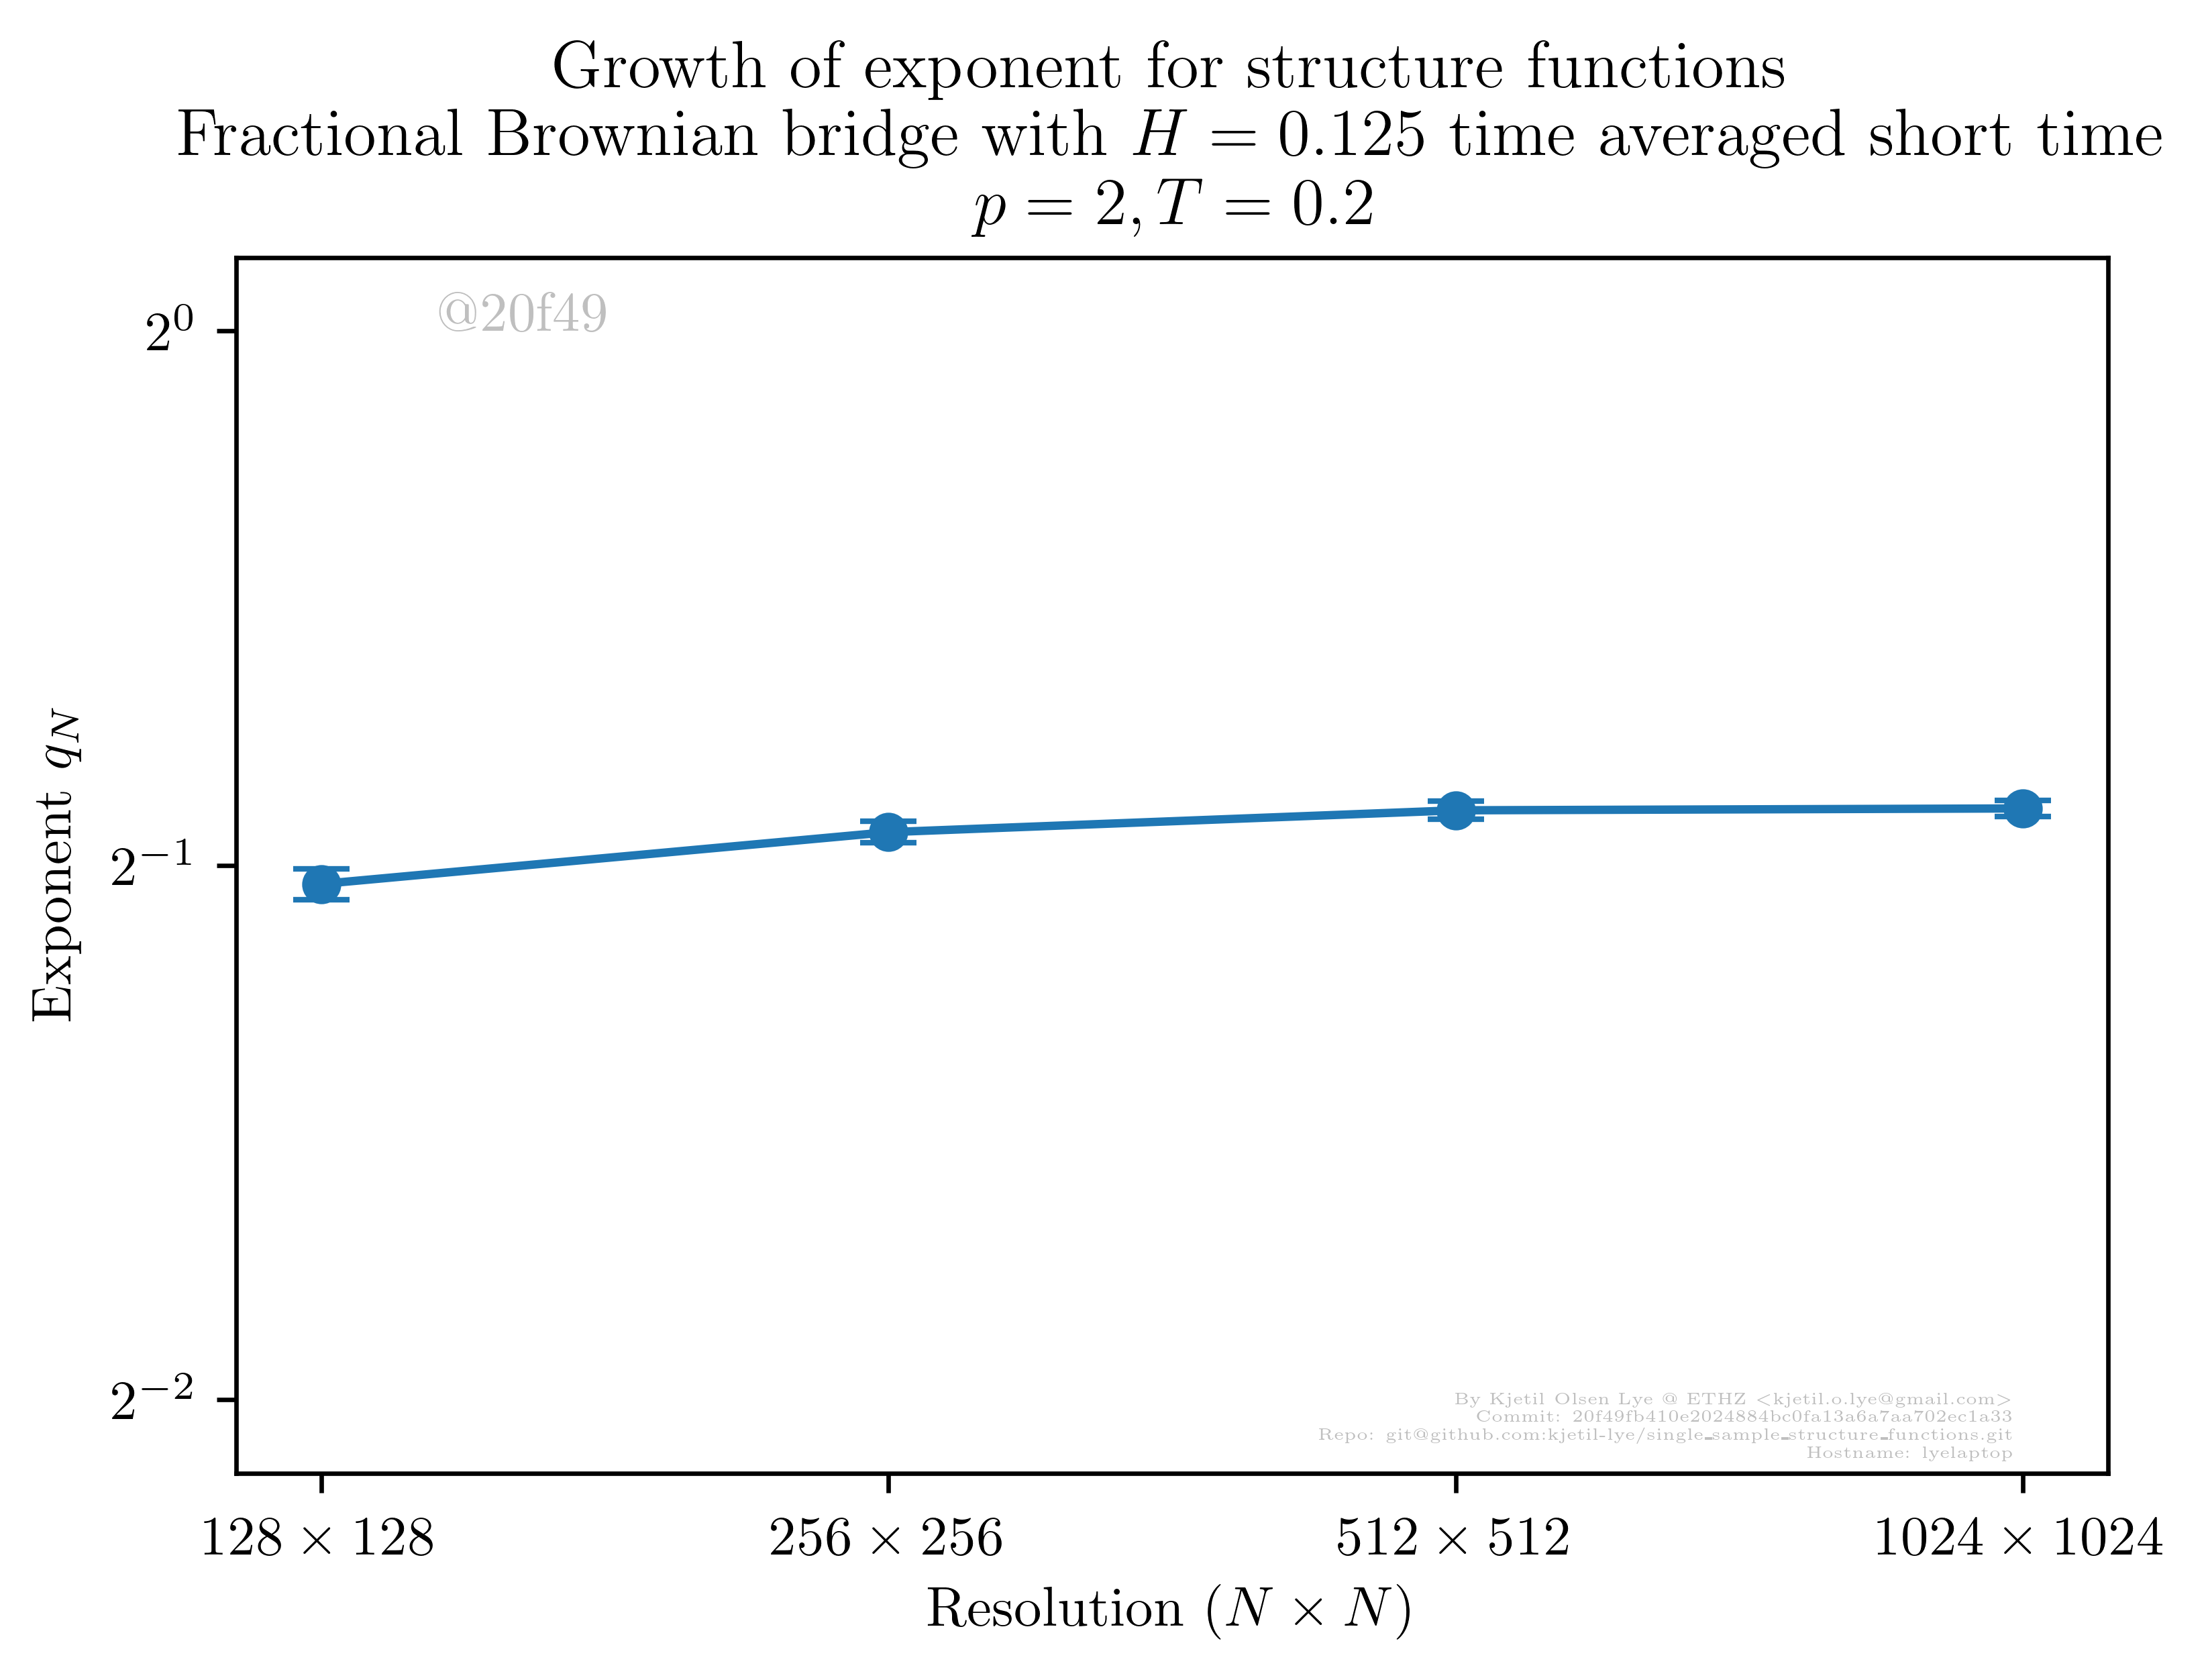 Growth of exponent for structure functions
Fractional Brownian bridge with H = 0.125 time averaged short time
p = 2, T = 0.2
@20f49
2^0
2^{-1}
2^{-2}
Exponent q_N
By Kjetil Olsen Lye @ ETHZ <kjetil.o.lye@gmail.com>
Commit: 20f49fb410e2024884bc0fa13a6a7aa702ec1a33
Repo: git@github.com:kjetil-lye/single_sample_structure_functions.git
Hostname: lyelaptop
128 × 128
256 × 256
512 × 512
1024 × 1024
Resolution (N × N)